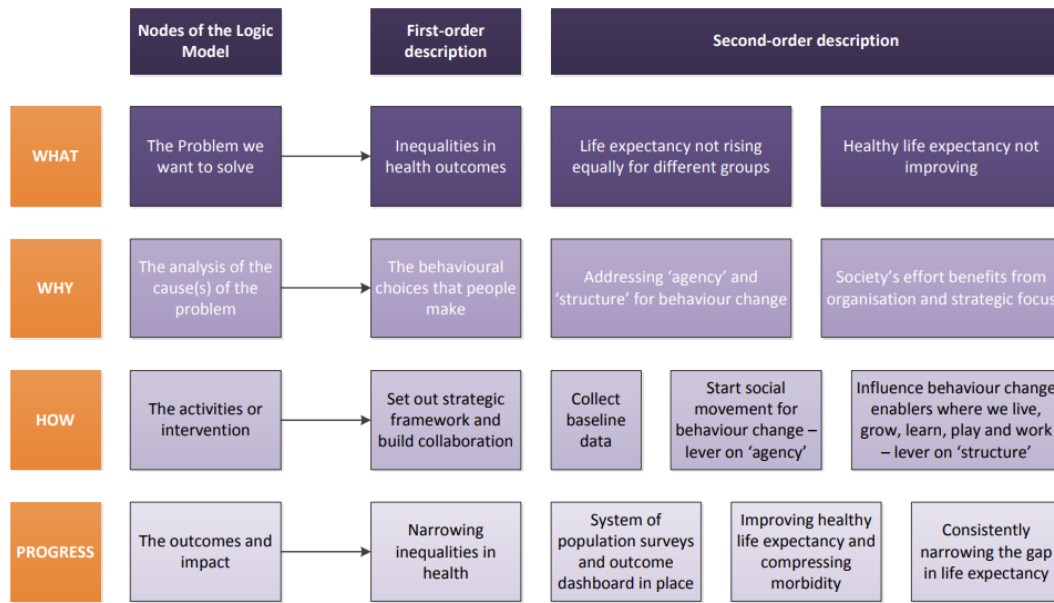 Nodes of the Logic
Model
First-order
description
Second-order description
WHAT
The Problem we
want to solve
Inequalities in
health outcomes
Life expectancy not rising
equally for different groups
Healthy life expectancy not
improving
WHY
The analysis of the
cause(s) of the
problem
The behavioural
choices that people
make
Addressing ‘agency’ and
‘structure’ for behaviour change
Society’s effort benefits from
organisation and strategic focus
HOW
The activities or
intervention
Set out strategic
framework and
build collaboration
Collect
baseline
data
Start social
movement for
behaviour change –
lever on ‘agency’
Influence behaviour change
enablers where we live,
grow, learn, play and work
– lever on ‘structure’
PROGRESS
The outcomes and
impact
Narrowing
inequalities in
health
System of
population surveys
and outcome
dashboard in place
Improving healthy
life expectancy and
compressing
morbidity
Consistently
narrowing the gap
in life expectancy